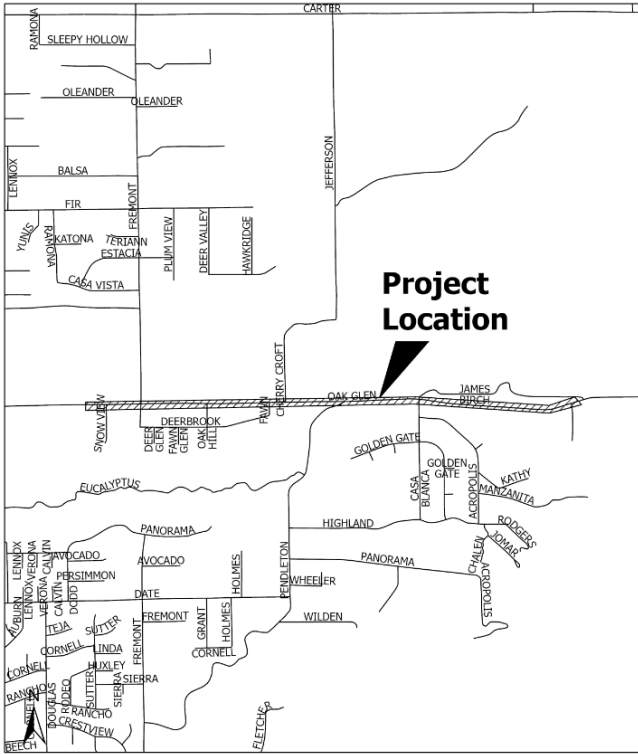 CARTER
RAMONA
SLEEPY HOLLOW
OLEANDER
OLEANDER
JEFFERSON
BALSA
LENNOX
FREMONT
FIR
YUNIS
RAMONA
KATONA
TERIANN
ESTACIA
PLUM VIEW
DEER VALLEY
HAWKRIDGE
CASA VISTA
Project
Location
CHERRY CROFT
OAK GLEN
JAMES
BIRCH
SNOW VIEW
FAWN
DEERBROOK
DEER
GLEN
FAWN
GLEN
OAK
HILL
GOLDEN GATE
GOLDEN
GATE
CASA
BLANCA
ACROPOLIS
KATHY
MANZANITA
EUCALYPTUS
HIGHLAND
RODGERS
JOMAR
CHALEN
PANORAMA
PANORAMA
LENNOX
VERONA
CALVIN
AVOCADO
AVOCADO
HOLMES
PENDLETON
PERSIMMON
WHEELER
ACROPOLIS
AUBURN
LENNOX
VERONA
CALVIN
DODD
DATE
FREMONT
FREMONT
GRANT
HOLMES
WILDEN
TEJA
SUTTER
CORNELL
LINDA
CORNELL
CORNELL
HUXLEY
SIERRA
RANCHO
N
DOUGLAS
RODEO
SUTTER
SIERRA
RANCHO
CRESTVIEW
BEECH
FLETCHER